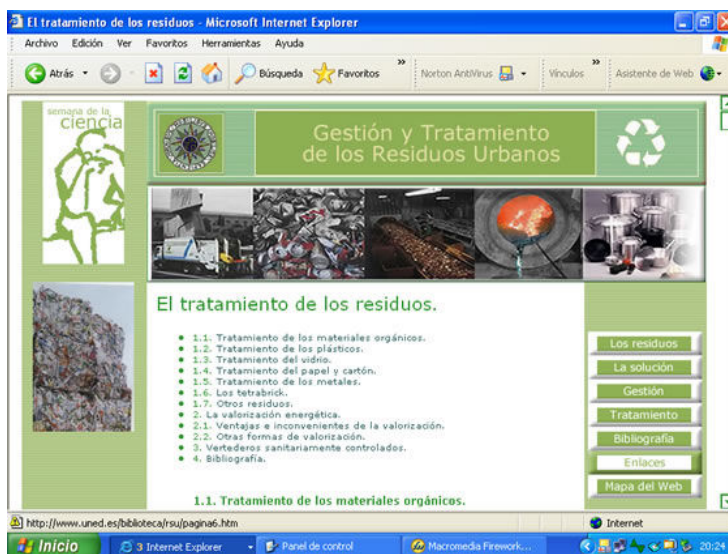 El tratamiento de los residuos - Microsoft Internet Explorer
Archivo Edición Ver Favoritos Herramientas Ayuda
Atrás Búsqueda Favoritos » Norton AntiVirus Vínculos » Asistente de Web
semana de la
ciencia
Gestión y Tratamiento
de los Residuos Urbanos
El tratamiento de los residuos.
1.1. Tratamiento de los materiales orgánicos.
1.2. Tratamiento de los plásticos.
1.3. Tratamiento del vidrio.
1.4. Tratamiento del papel y cartón.
1.5. Tratamiento de los metales.
1.6. Los tetrabrick.
1.7. Otros residuos.
2. La valorización energética.
2.1. Ventajas e inconvenientes de la valorización.
2.2. Otras formas de valorización.
3. Vertederos sanitariamente controlados.
4. Bibliografía.
1.1. Tratamiento de los materiales orgánicos.
Los residuos
La solución
Gestión
Tratamiento
Bibliografía
Enlaces
Mapa del Web
http://www.uned.es/biblioteca/rsu/pagina6.htm Internet
Inicio 3 Internet Explorer Panel de control Macromedia Firework... 20:24